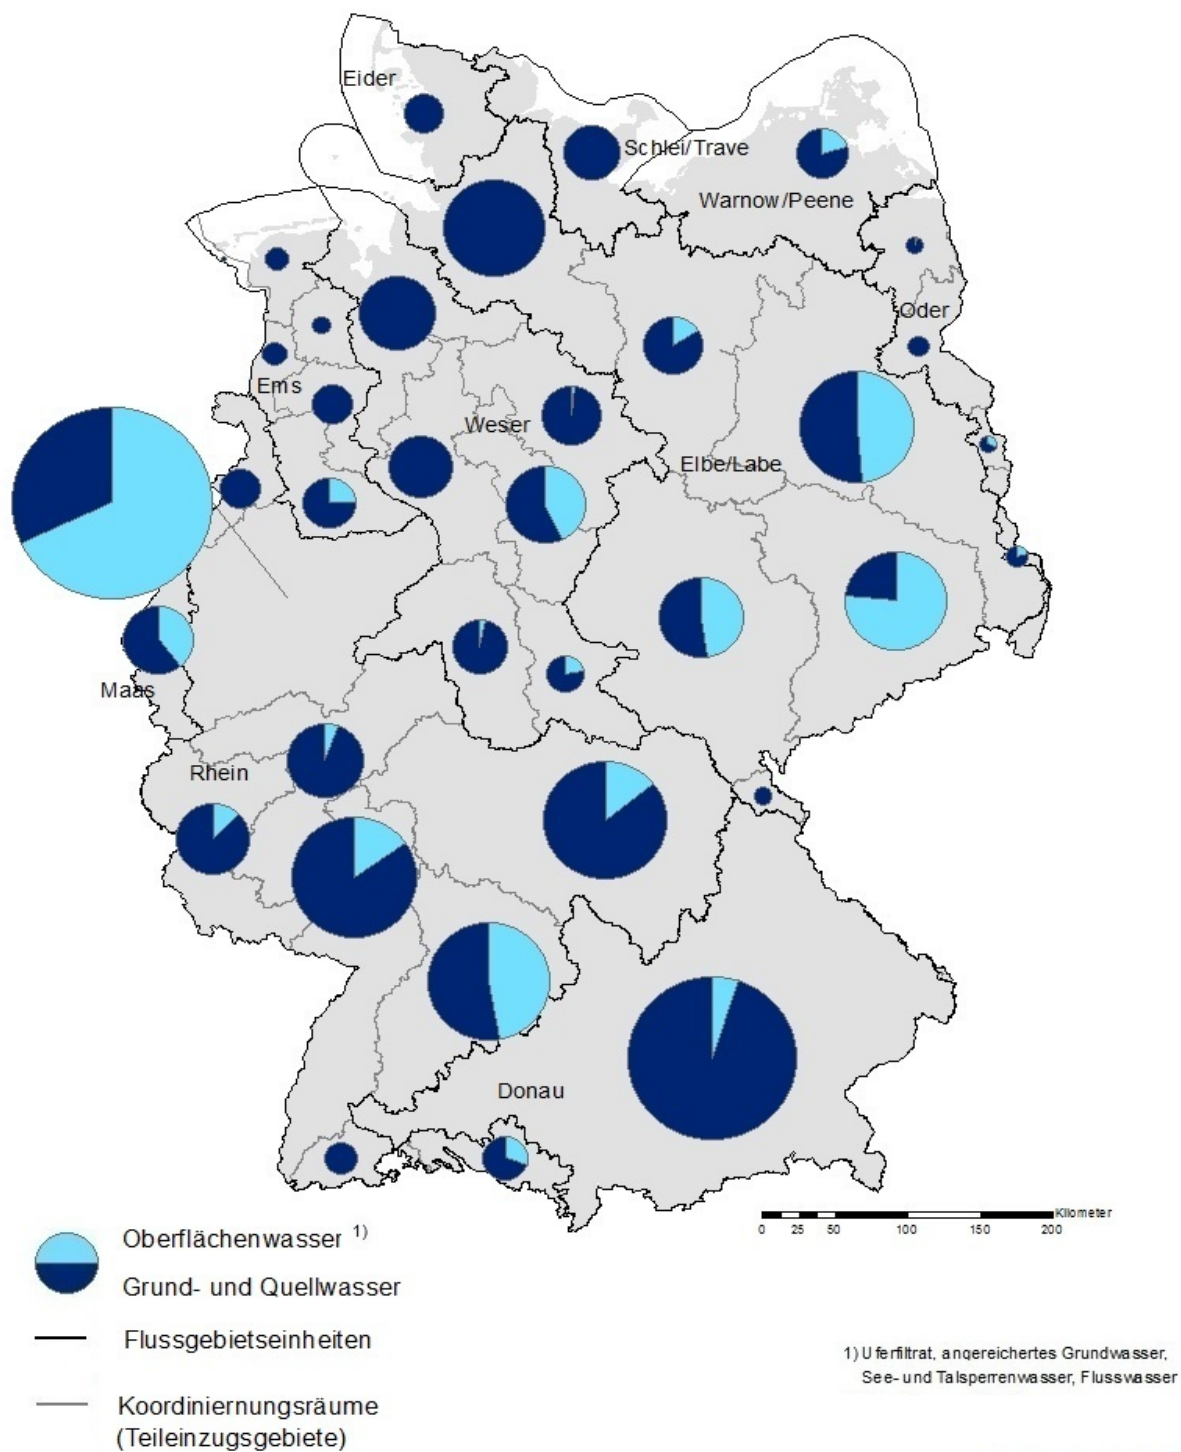 Eider
Schlei/Trave
Warnow/Peene
Oder
Ems
Weser
Elbe/Labe
Maas
Rhein
Donau
Kilometer
0 25 50 100 150 200
Oberflächenwasser 1)
Grund- und Quellwasser
Flussgebietseinheiten
1) Uferfiltrat, angereichertes Grundwasser,
See- und Talsperrenwasser, Flusswasser
Koordiniernungsräume
(Teileinzugsgebiete)